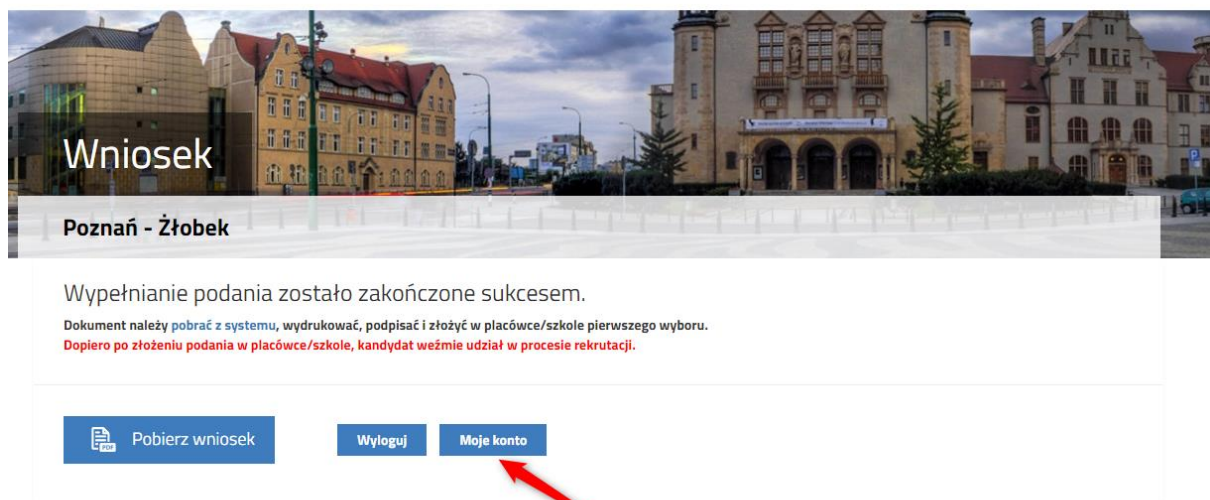 Wniosek
Poznań - Żłobek
Wypełnianie podania zostało zakończone sukcesem.
Dokument należy pobrać z systemu, wydrukować, podpisać i złożyć w placówce/szkole pierwszego wyboru.
Dopiero po złożeniu podania w placówce/szkole, kandydat weźmie udział w procesie rekrutacji.
PDF Pobierz wniosek Wyloguj Moje konto